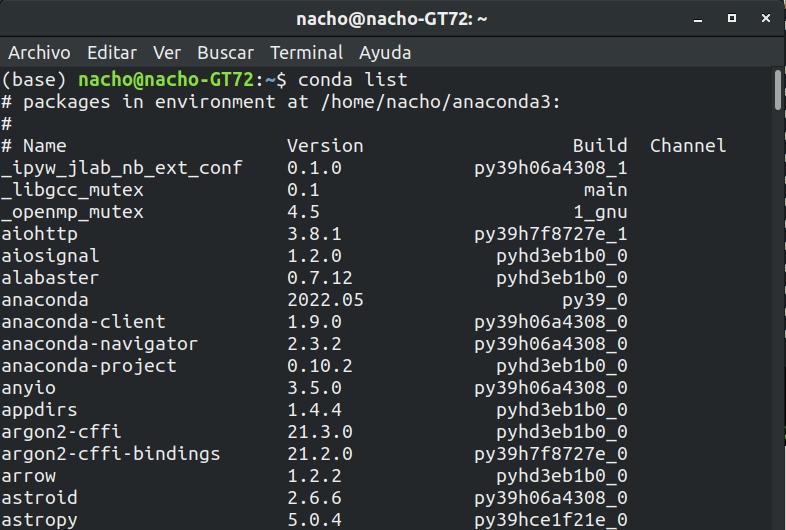 nacho@nacho-GT72: ~
Archivo Editar Ver Buscar Terminal Ayuda
(base) nacho@nacho-GT72:~$ conda list
# packages in environment at /home/nacho/anaconda3:
#
# Name                    Version                   Build  Channel
_ipyw_jlab_nb_ext_conf    0.1.0            py39h06a4308_1
_libgcc_mutex             0.1                        main
_openmp_mutex             4.5                       1_gnu
aiohttp                   3.8.1            py39h7f8727e_1
aiosignal                 1.2.0              pyhd3eb1b0_0
alabaster                 0.7.12             pyhd3eb1b0_0
anaconda                  2022.05                  py39_0
anaconda-client           1.9.0            py39h06a4308_0
anaconda-navigator        2.3.2            py39h06a4308_0
anaconda-project          0.10.2             pyhd3eb1b0_0
anyio                     3.5.0            py39h06a4308_0
appdirs                   1.4.4              pyhd3eb1b0_0
argon2-cffi               21.3.0             pyhd3eb1b0_0
argon2-cffi-bindings      21.2.0           py39h7f8727e_0
arrow                     1.2.2              pyhd3eb1b0_0
astroid                   2.6.6            py39h06a4308_0
astropy                   5.0.4            py39hce1f21e_0